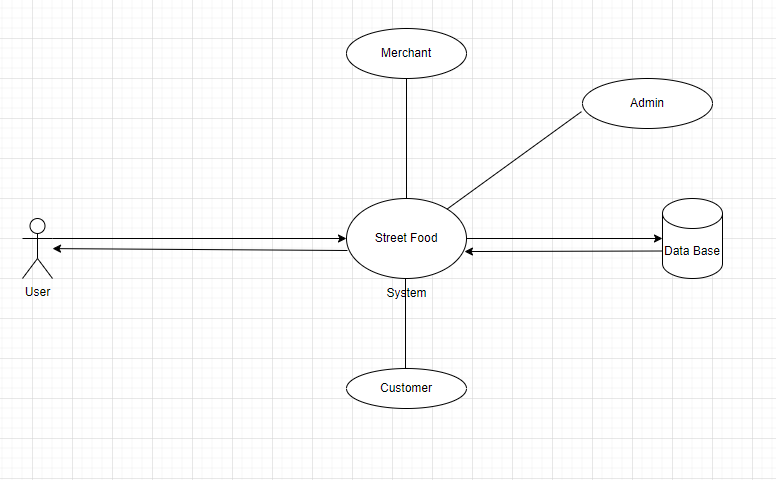 Merchant
Admin
Street Food
Data Base
User
System
Customer